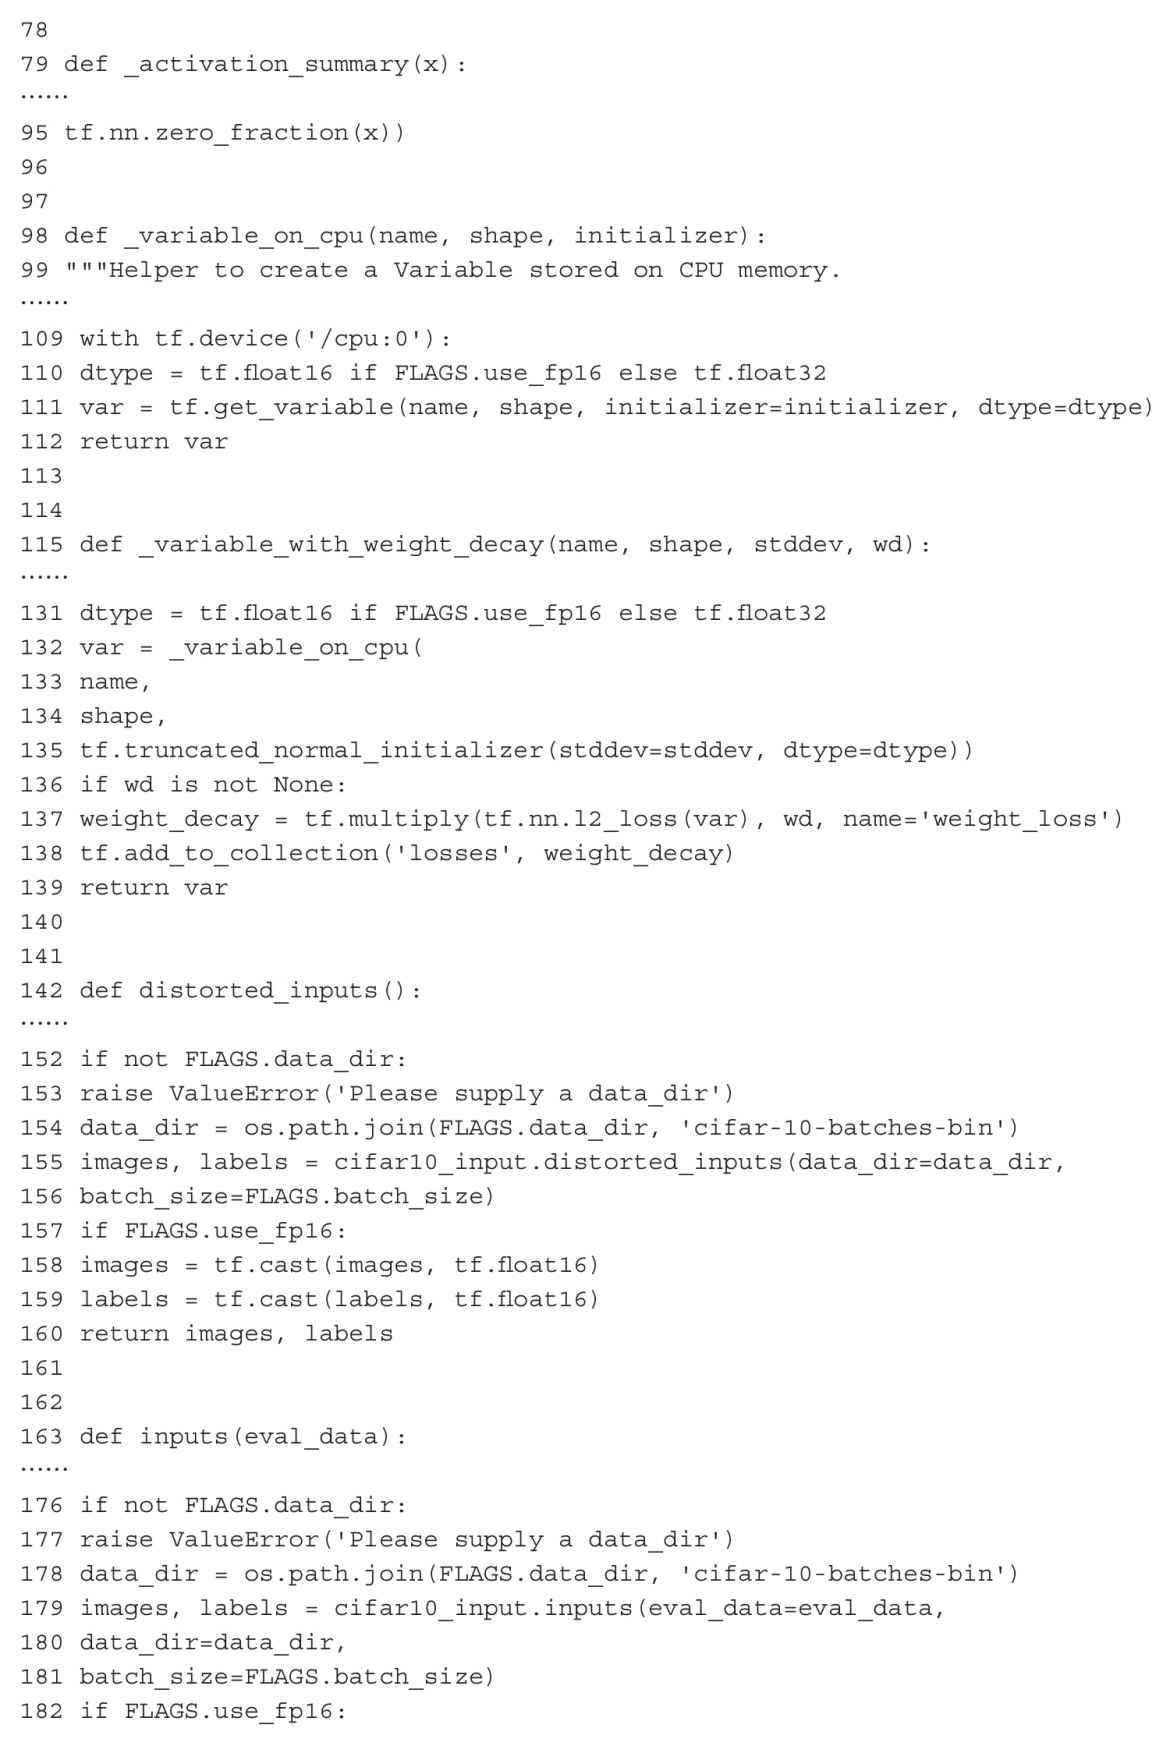 78
79 def _activation_summary(x):
……
95 tf.nn.zero_fraction(x))
96
97
98 def _variable_on_cpu(name, shape, initializer):
99 """Helper to create a Variable stored on CPU memory.
……
109 with tf.device('/cpu:0'):
110 dtype = tf.float16 if FLAGS.use_fp16 else tf.float32
111 var = tf.get_variable(name, shape, initializer=initializer, dtype=dtype)
112 return var
113
114
115 def _variable_with_weight_decay(name, shape, stddev, wd):
……
131 dtype = tf.float16 if FLAGS.use_fp16 else tf.float32
132 var = _variable_on_cpu(
133 name,
134 shape,
135 tf.truncated_normal_initializer(stddev=stddev, dtype=dtype))
136 if wd is not None:
137 weight_decay = tf.multiply(tf.nn.l2_loss(var), wd, name='weight_loss')
138 tf.add_to_collection('losses', weight_decay)
139 return var
140
141
142 def distorted_inputs():
……
152 if not FLAGS.data_dir:
153 raise ValueError('Please supply a data_dir')
154 data_dir = os.path.join(FLAGS.data_dir, 'cifar-10-batches-bin')
155 images, labels = cifar10_input.distorted_inputs(data_dir=data_dir,
156 batch_size=FLAGS.batch_size)
157 if FLAGS.use_fp16:
158 images = tf.cast(images, tf.float16)
159 labels = tf.cast(labels, tf.float16)
160 return images, labels
161
162
163 def inputs(eval_data):
……
176 if not FLAGS.data_dir:
177 raise ValueError('Please supply a data_dir')
178 data_dir = os.path.join(FLAGS.data_dir, 'cifar-10-batches-bin')
179 images, labels = cifar10_input.inputs(eval_data=eval_data,
180 data_dir=data_dir,
181 batch_size=FLAGS.batch_size)
182 if FLAGS.use_fp16: